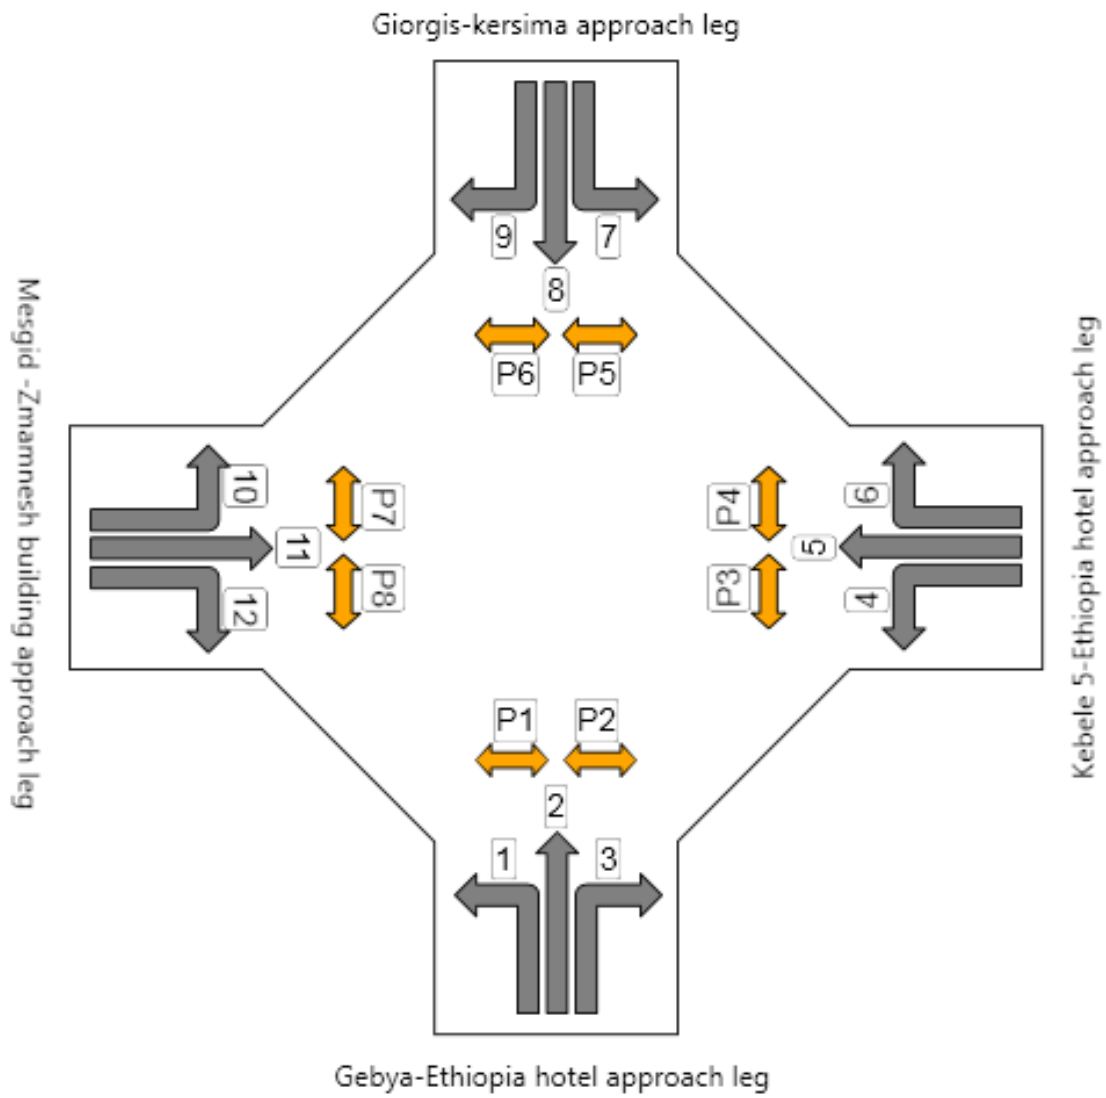 Giorgis-kersima approach leg
9
7
8
P6
P5
Mesgid -Zmamnesh building approach leg
10
11
12
P7
P8
P4
P3
6
5
4
Kebele 5-Ethiopia hotel approach leg
P1
P2
2
1
3
Gebya-Ethiopia hotel approach leg